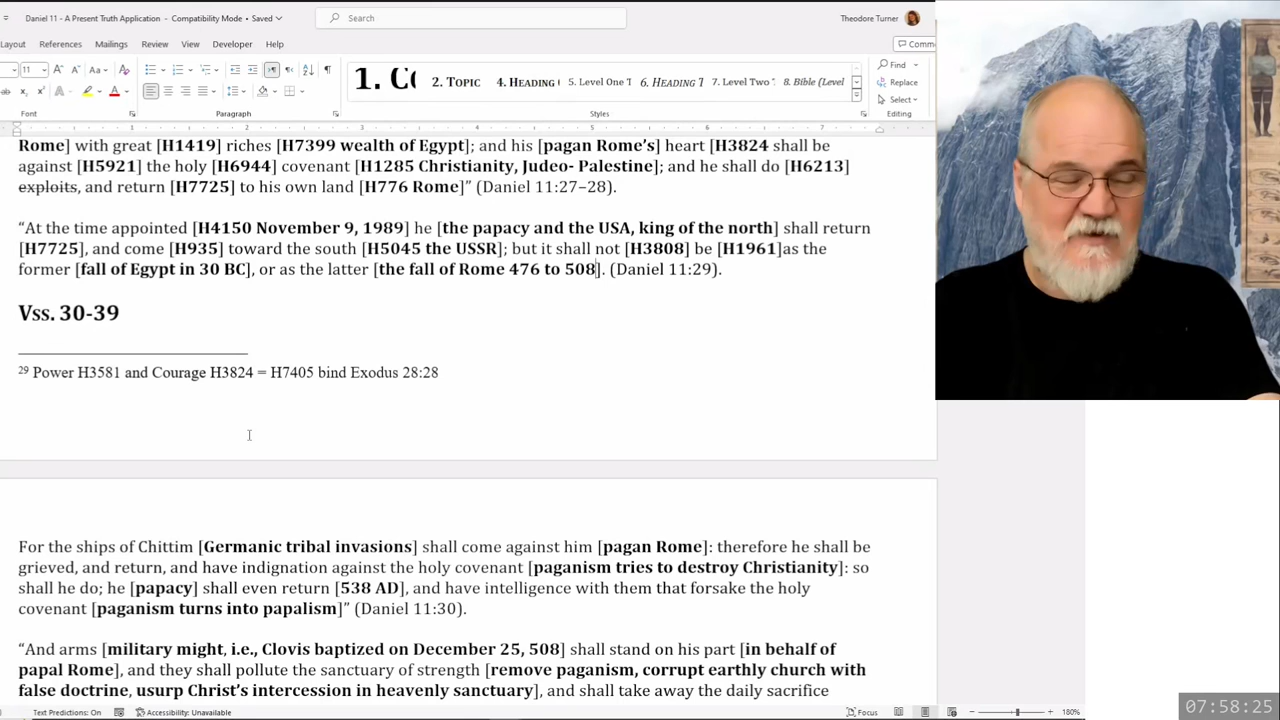 Daniel 11 - A Present Truth Application - Compatibility Mode • Saved
Search
Theodore Turner
Layout References Mailings Review View Developer Help
11 Aa
1. Co 2. TOPIC 4. HEADING 5. Level One T 6. HEADING 7 7. Level Two 8. Bible (Level
Find
Replace
Select
Font Paragraph Styles Editing
1 2 3 4 5 6 7
Rome] with great [H1419] riches [H7399 wealth of Egypt]; and his [pagan Rome’s] heart [H3824 shall be
against [H5921] the holy [H6944] covenant [H1285 Christianity, Judeo- Palestine]; and he shall do [H6213]
exploits, and return [H7725] to his own land [H776 Rome]” (Daniel 11:27–28).
“At the time appointed [H4150 November 9, 1989] he [the papacy and the USA, king of the north] shall return
[H7725], and come [H935] toward the south [H5045 the USSR]; but it shall not [H3808] be [H1961]as the
former [fall of Egypt in 30 BC], or as the latter [the fall of Rome 476 to 508]. (Daniel 11:29).
Vss. 30-39
29 Power H3581 and Courage H3824 = H7405 bind Exodus 28:28
For the ships of Chittim [Germanic tribal invasions] shall come against him [pagan Rome]: therefore he shall be
grieved, and return, and have indignation against the holy covenant [paganism tries to destroy Christianity]: so
shall he do; he [papacy] shall even return [538 AD], and have intelligence with them that forsake the holy
covenant [paganism turns into papalism]” (Daniel 11:30).
“And arms [military might, i.e., Clovis baptized on December 25, 508] shall stand on his part [in behalf of
papal Rome], and they shall pollute the sanctuary of strength [remove paganism, corrupt earthly church with
false doctrine, usurp Christ’s intercession in heavenly sanctuary], and shall take away the daily sacrifice
Text Predictions: On Accessibility: Unavailable Focus 180%
07:58:25